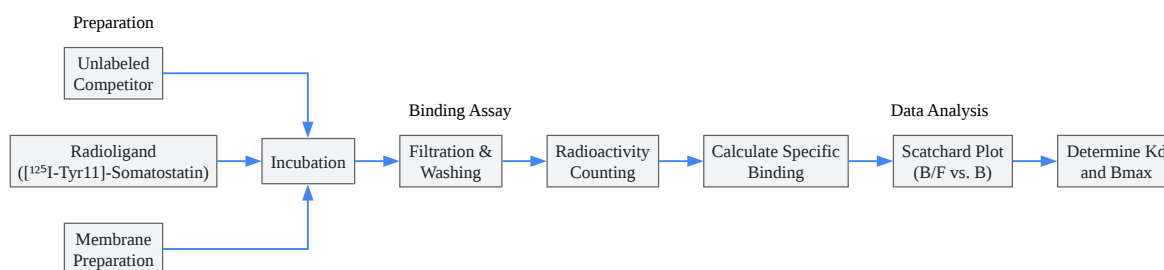 Preparation
Unlabeled
Competitor
Radioligand
([¹²⁵I-Tyr11]-Somatostatin)
Membrane
Preparation
Incubation
Binding Assay
Filtration &
Washing
Radioactivity
Counting
Calculate Specific
Binding
Data Analysis
Scatchard Plot
(B/F vs. B)
Determine Kd
and Bmax